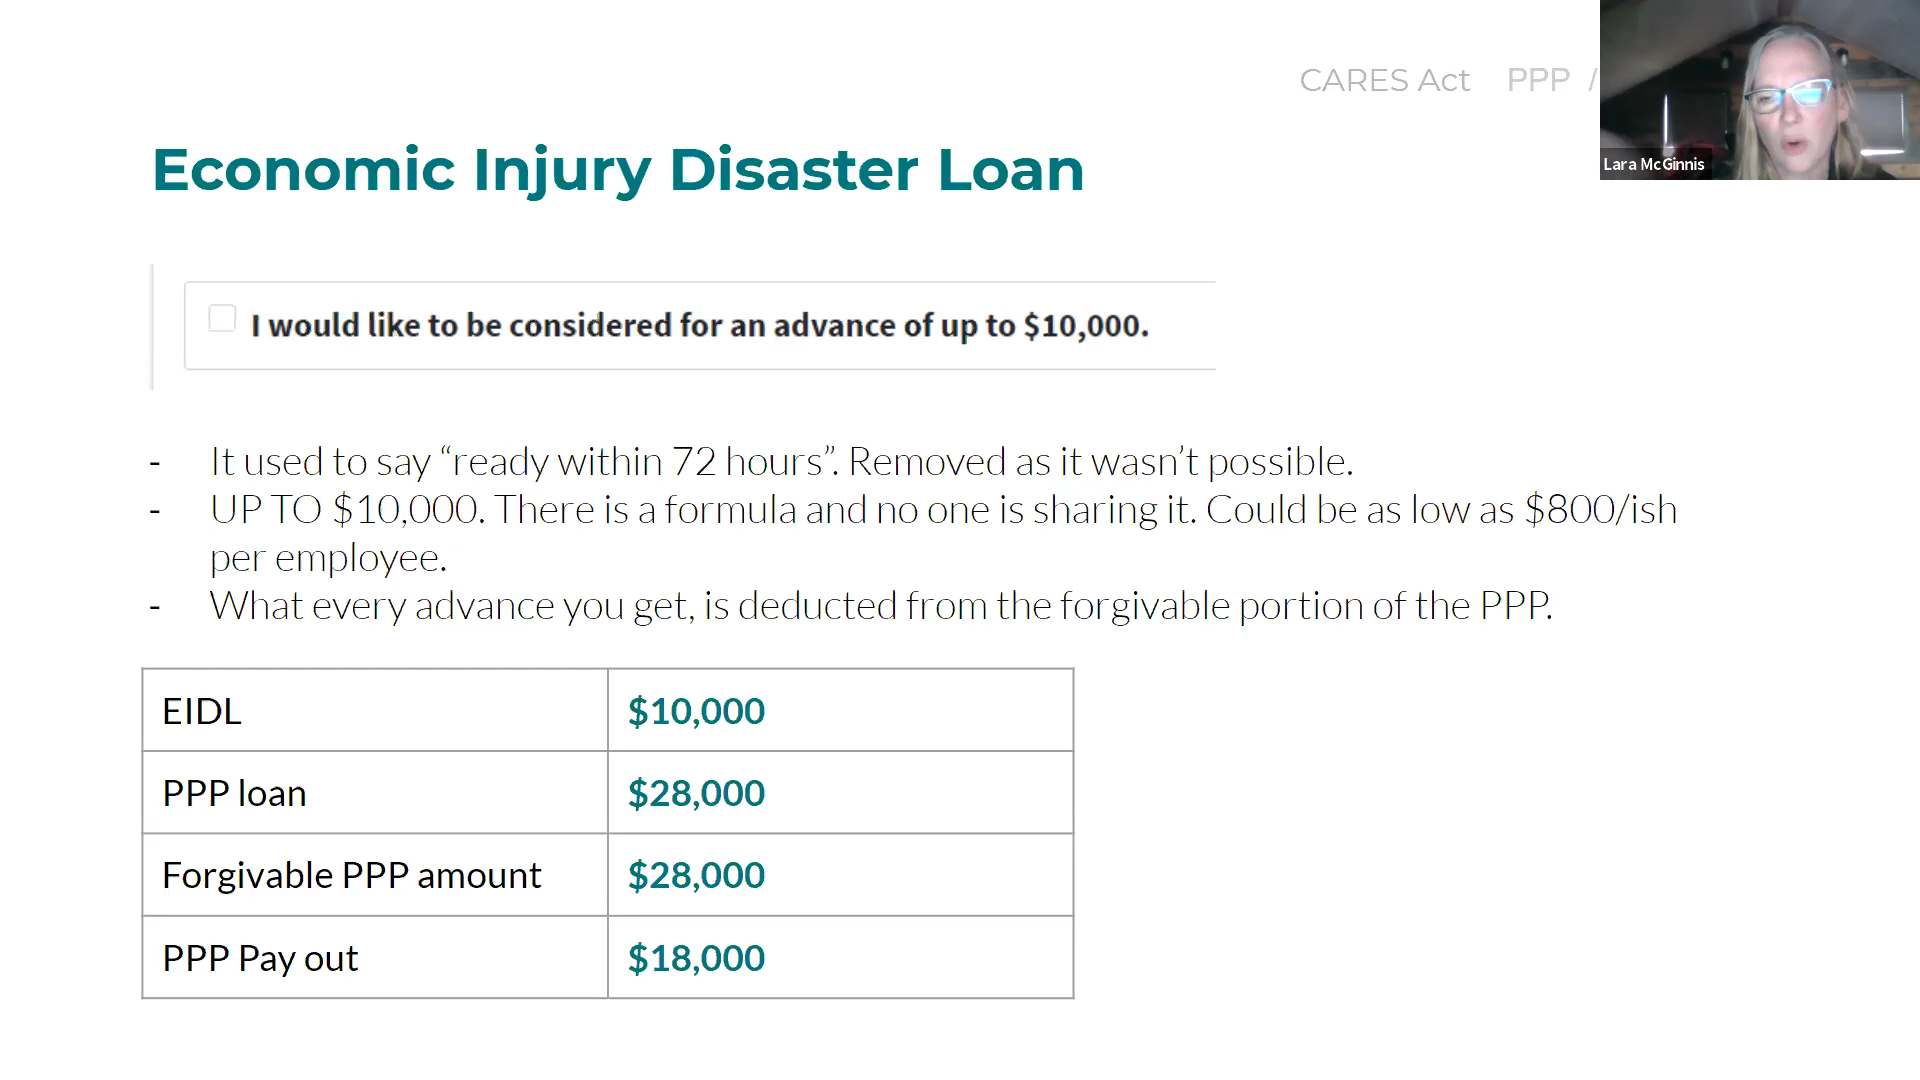 CARES Act PPP /
Lara McGinnis
Economic Injury Disaster Loan
I would like to be considered for an advance of up to $10,000.
- It used to say “ready within 72 hours”. Removed as it wasn’t possible.
- UP TO $10,000. There is a formula and no one is sharing it. Could be as low as $800/ish
per employee.
- What every advance you get, is deducted from the forgivable portion of the PPP.
EIDL $10,000
PPP loan $28,000
Forgivable PPP amount $28,000
PPP Pay out $18,000